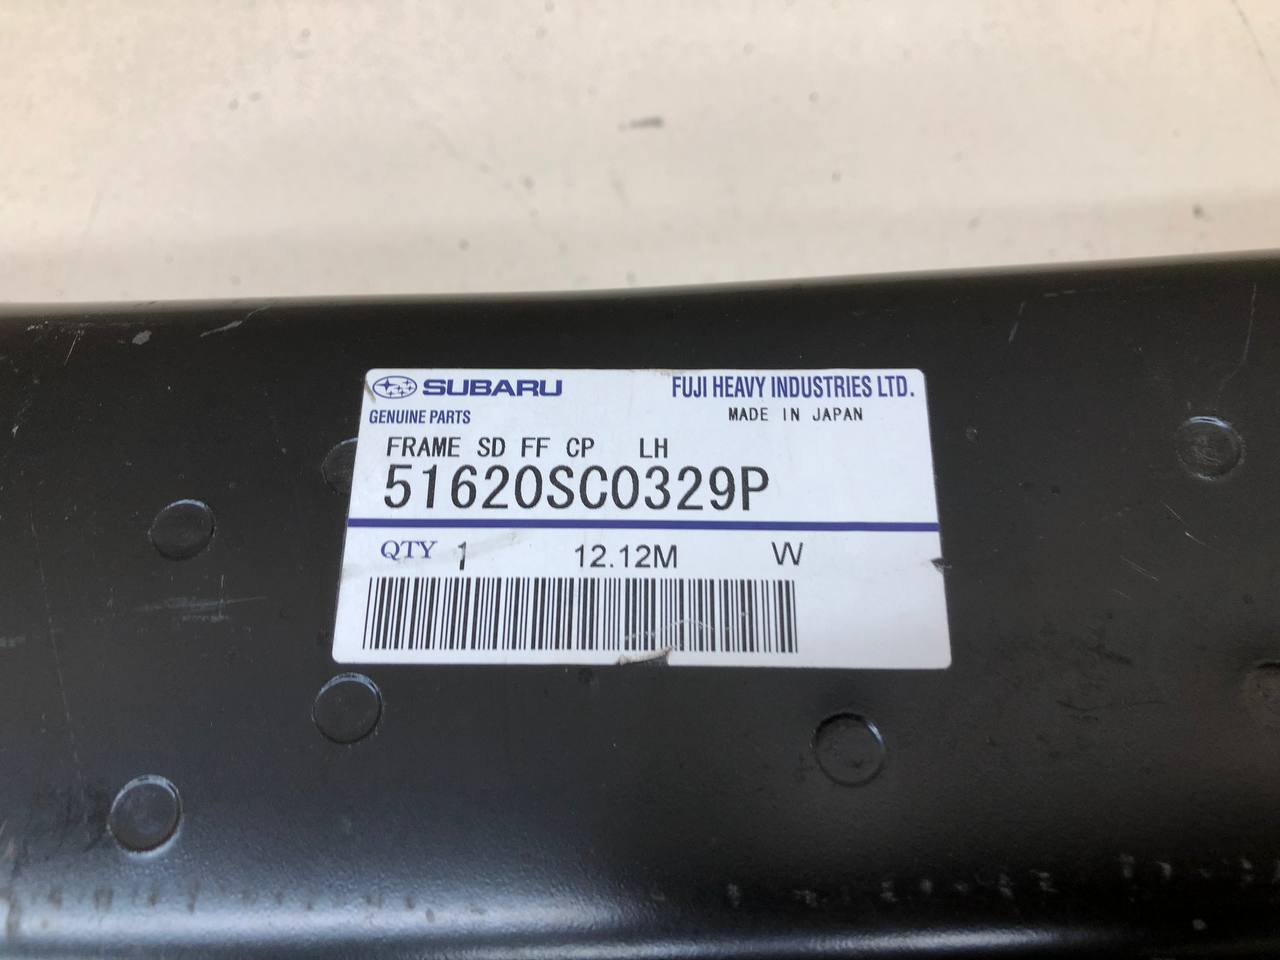 SUBARU FUJI HEAVY INDUSTRIES LTD.
GENUINE PARTS MADE IN JAPAN
FRAME SD FF CP LH
51620SC0329P
QTY 1 12.12M W